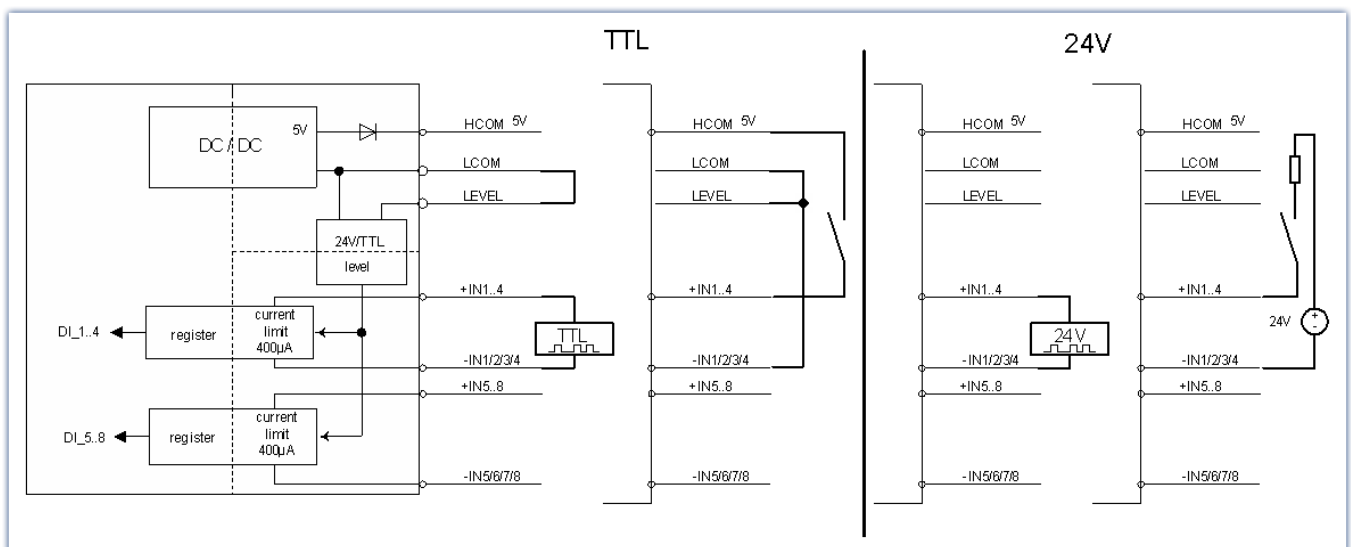 TTL
24V
DC / DC
5V
HCOM 5V
LCOM
LEVEL
24V/TTL
level
+IN1..4
DI_1..4
register
current
limit
400µA
TTL
-IN1/2/3/4
+IN5..8
DI_5..8
register
current
limit
400µA
-IN5/6/7/8
HCOM 5V
LCOM
LEVEL
+IN1..4
-IN1/2/3/4
+IN5..8
-IN5/6/7/8
HCOM 5V
LCOM
LEVEL
+IN1..4
24V
-IN1/2/3/4
+IN5..8
-IN5/6/7/8
HCOM 5V
LCOM
LEVEL
+IN1..4
24V
+
-
-IN1/2/3/4
+IN5..8
-IN5/6/7/8